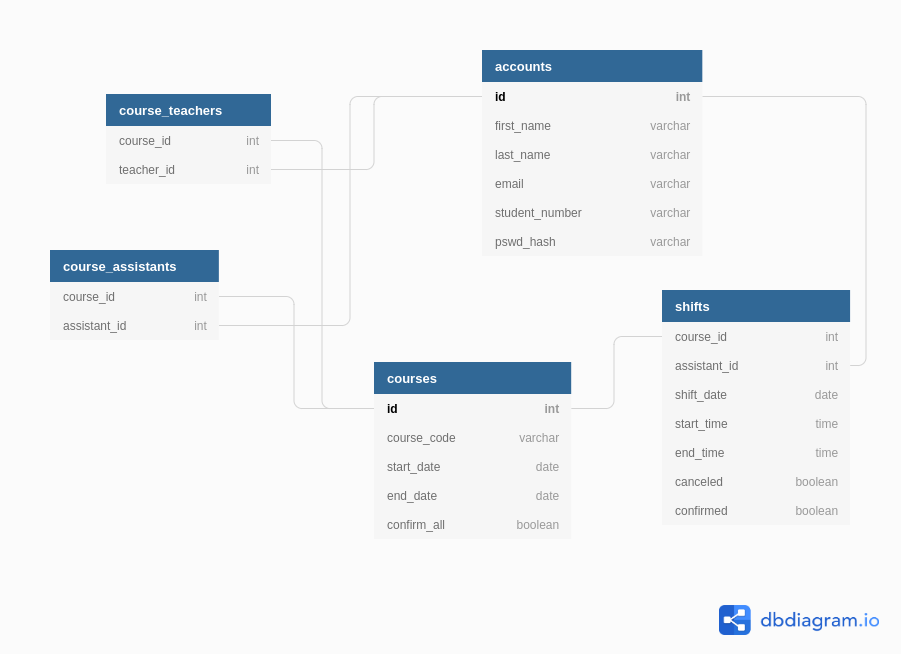 accounts
id int
first_name varchar
last_name varchar
email varchar
student_number varchar
pswd_hash varchar
course_teachers
course_id int
teacher_id int
course_assistants
course_id int
assistant_id int
shifts
course_id int
assistant_id int
shift_date date
start_time time
end_time time
canceled boolean
confirmed boolean
courses
id int
course_code varchar
start_date date
end_date date
confirm_all boolean
dbdiagram.io